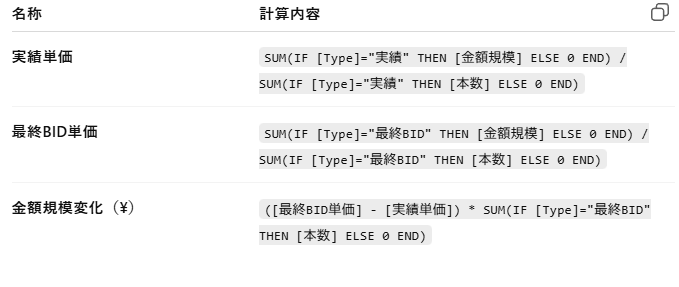 名称 計算内容
実績単価 SUM(IF [Type]="実績" THEN [金額規模] ELSE 0 END) /
SUM(IF [Type]="実績" THEN [本数] ELSE 0 END)
最終BID単価 SUM(IF [Type]="最終BID" THEN [金額規模] ELSE 0 END) /
SUM(IF [Type]="最終BID" THEN [本数] ELSE 0 END)
金額規模変化（¥） ([最終BID単価] - [実績単価]) * SUM(IF [Type]="最終BID"
THEN [本数] ELSE 0 END)